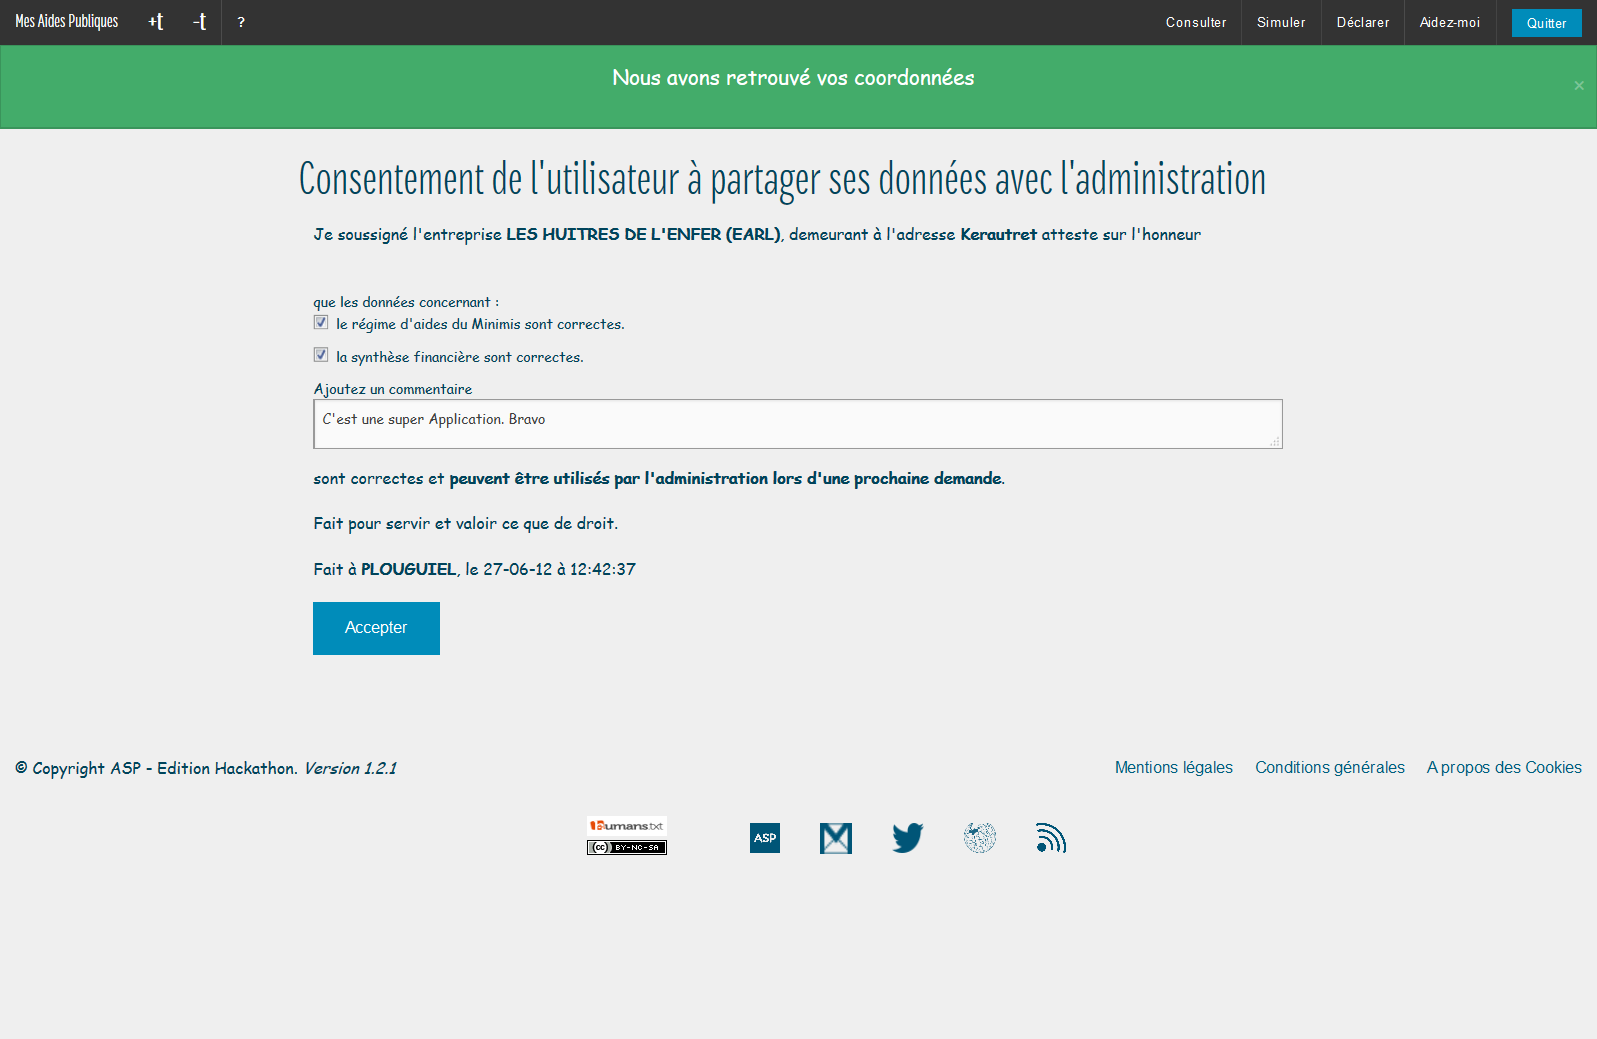 Mes Aides Publiques
+t
-t
?
Consulter
Simuler
Déclarer
Aidez-moi
Quitter
Nous avons retrouvé vos coordonnées
×
Consentement de l'utilisateur à partager ses données avec l'administration
Je soussigné l'entreprise LES HUITRES DE L'ENFER (EARL), demeurant à l'adresse Kerautret atteste sur l'honneur
que les données concernant :
le régime d'aides du Minimis sont correctes.
la synthèse financière sont correctes.
Ajoutez un commentaire
C'est une super Application. Bravo
sont correctes et peuvent être utilisés par l'administration lors d'une prochaine demande.
Fait pour servir et valoir ce que de droit.
Fait à PLOUGUIEL, le 27-06-12 à 12:42:37
Accepter
© Copyright ASP - Edition Hackathon. Version 1.2.1
Mentions légales
Conditions générales
A propos des Cookies
humans.txt
cc BY-NC-SA
ASP